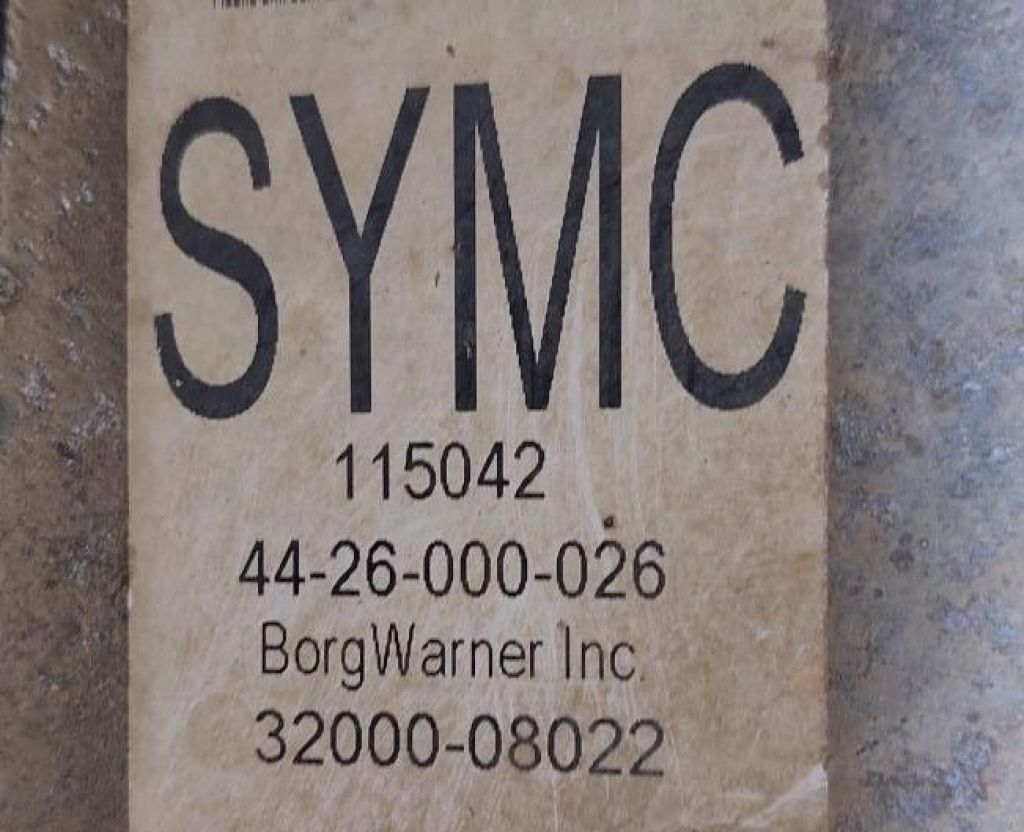 SYMC
115042
44-26-000-026
BorgWarner Inc.
32000-08022